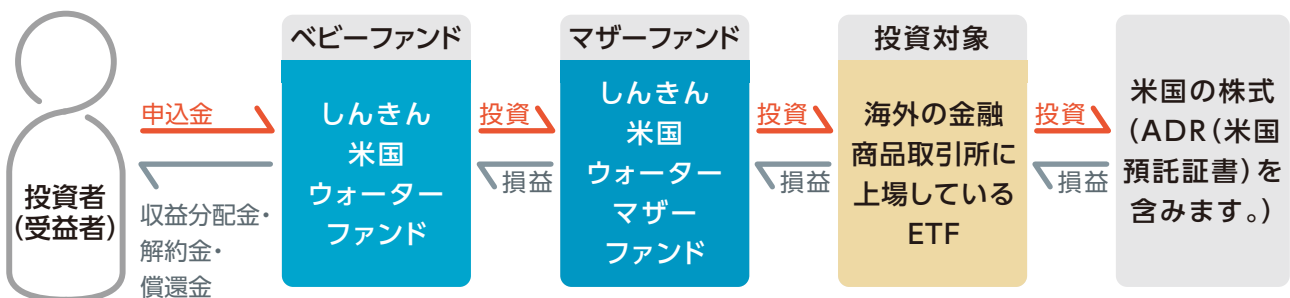 投資者
(受益者)
申込金
収益分配金・
解約金・
償還金
ベビーファンド
しんきん
米国
ウォーター
ファンド
投資
損益
マザーファンド
しんきん
米国
ウォーター
マザー
ファンド
投資
損益
投資対象
海外の金融
商品取引所に
上場している
ETF
投資
損益
米国の株式
(ADR(米国
預託証書)を
含みます。)